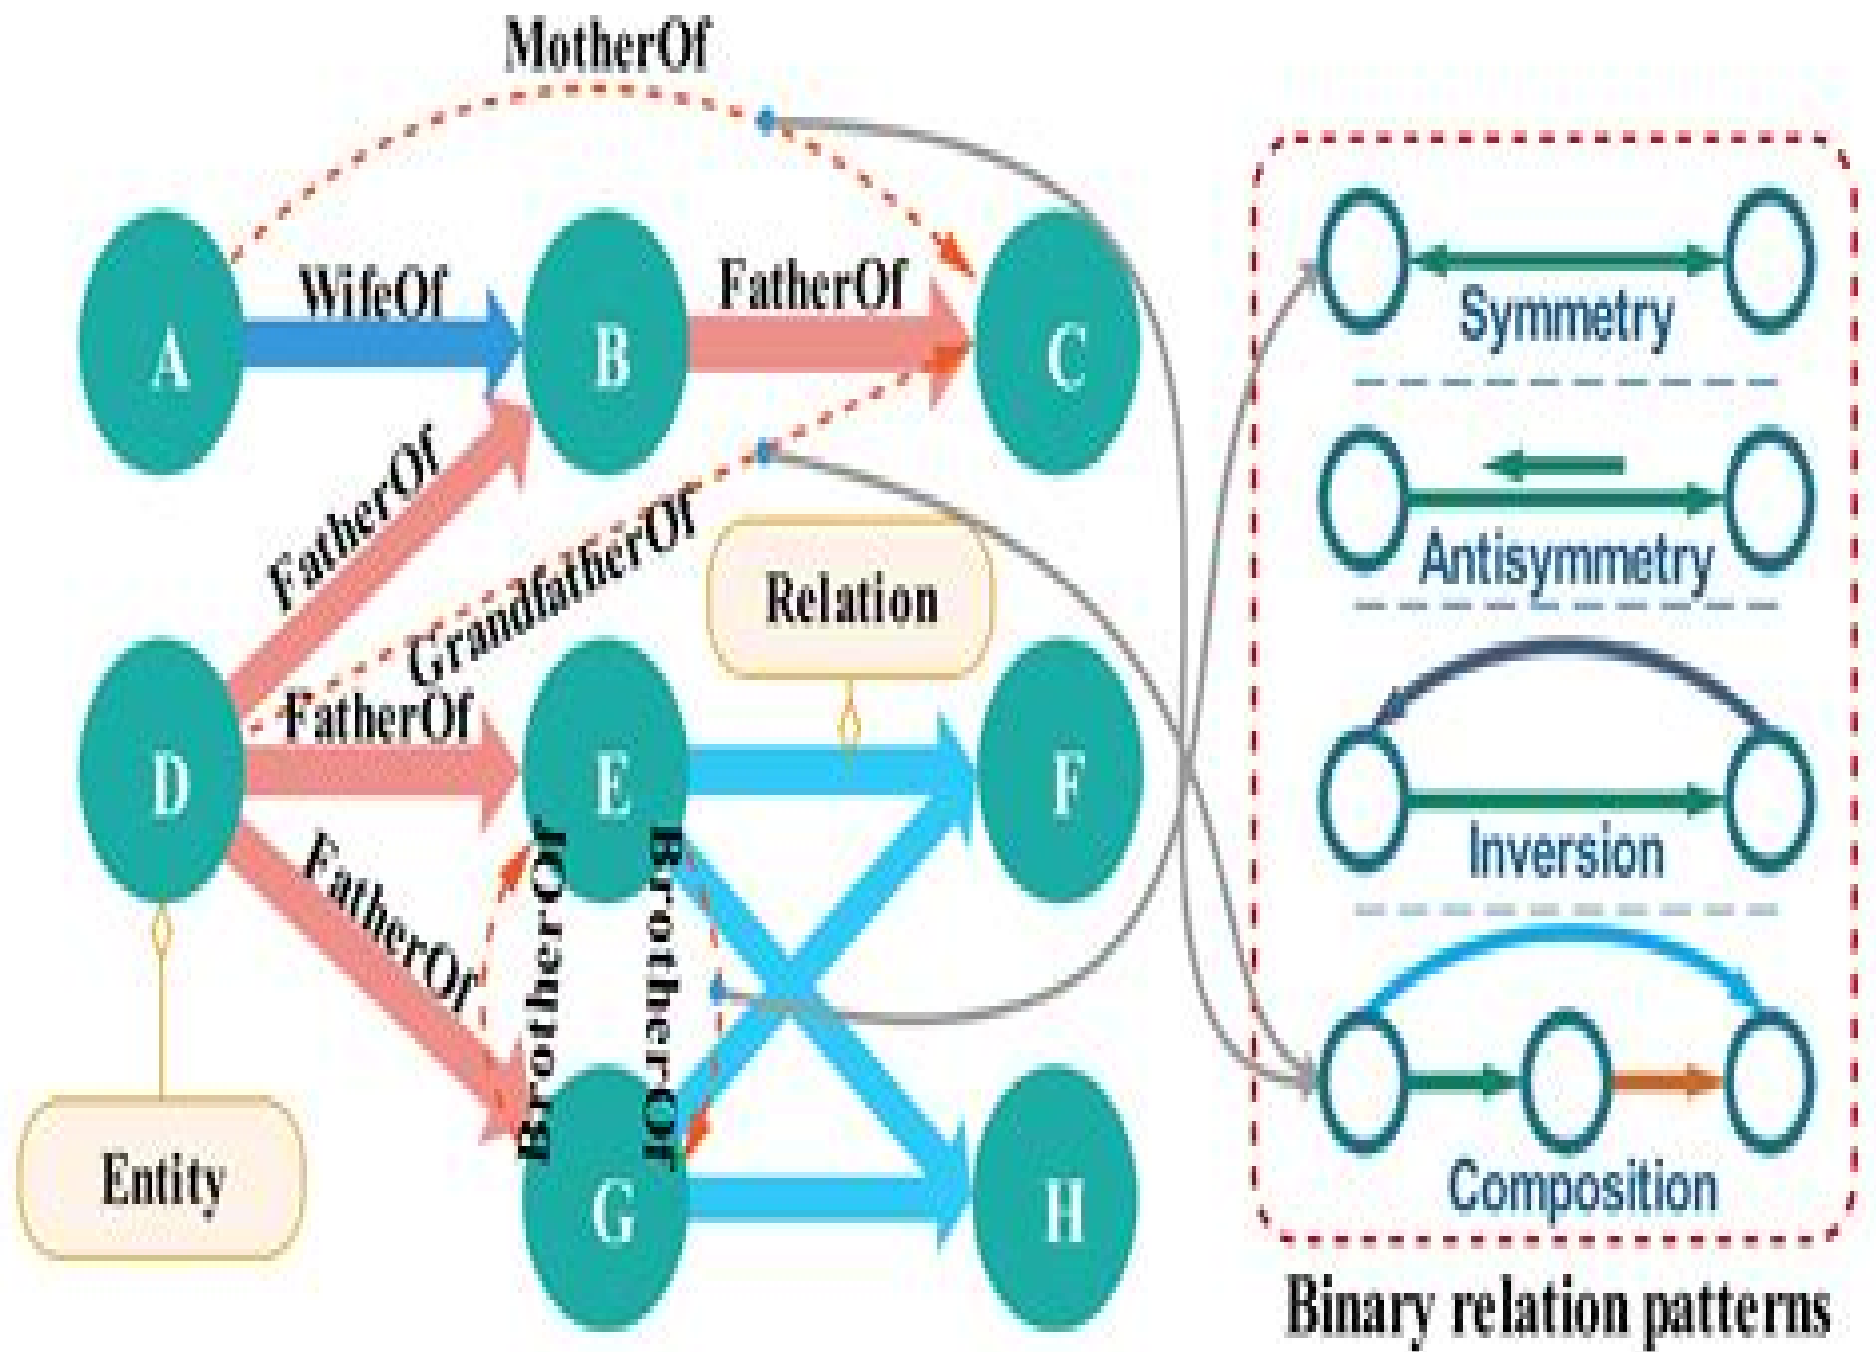 MotherOf
WifeOf
FatherOf
A
B
C
Symmetry
FatherOf
GrandfatherOf
Antisymmetry
Relation
FatherOf
D
E
F
Inversion
FatherOf
BrotherOf
BrotherOf
Entity
G
H
Composition
Binary relation patterns